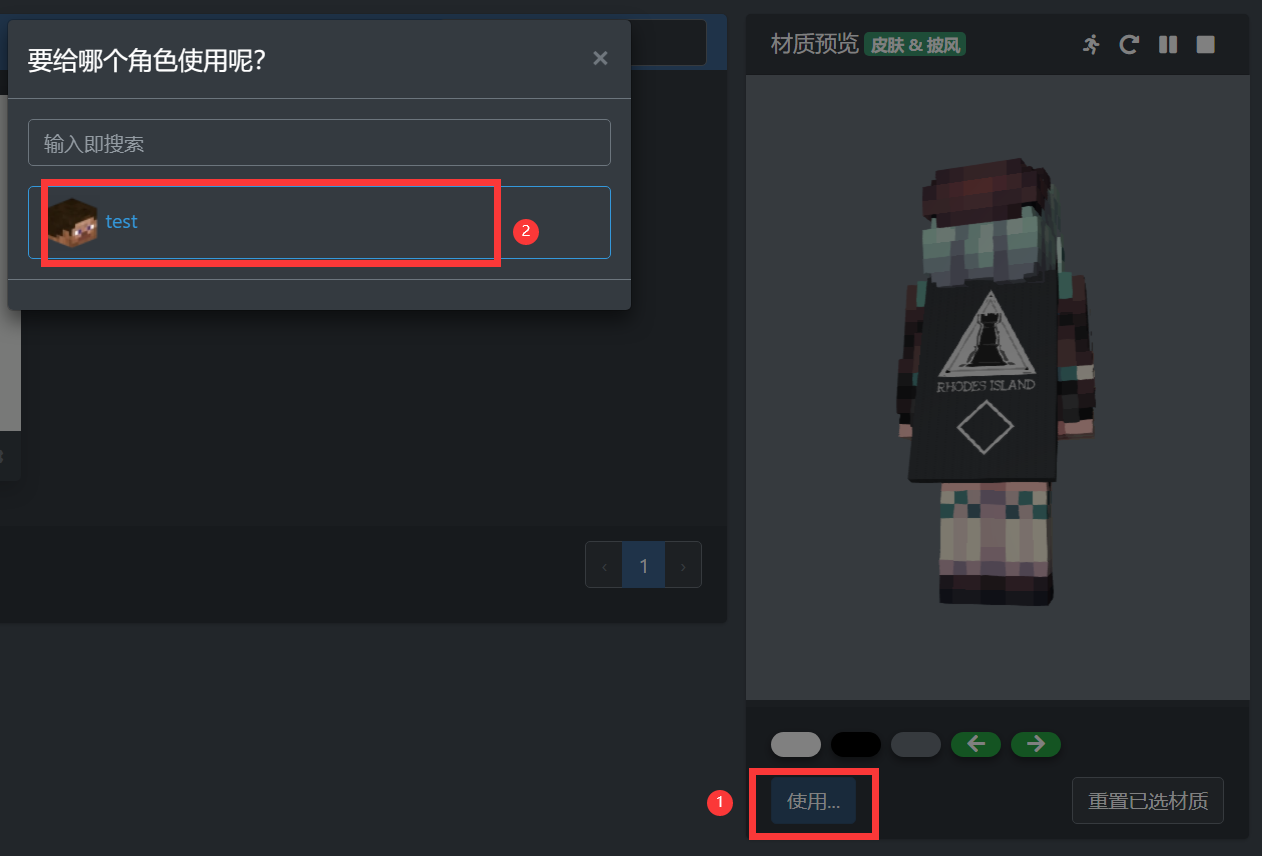 要给哪个角色使用呢？
×
输入即搜索
test
2
材质预览 皮肤 & 披风
RHODES ISLAND
‹ 1 ›
1
使用...
重置已选材质